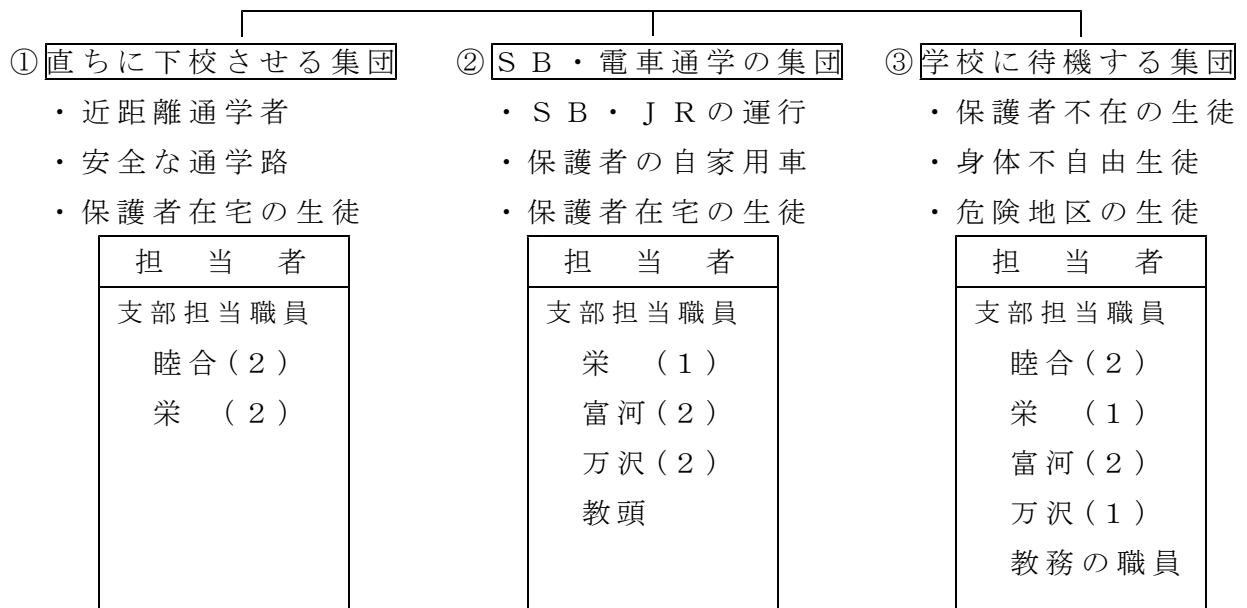 ①直ちに下校させる集団
・近距離通学者
・安全な通学路
・保護者在宅の生徒
担　当　者
支部担当職員
睦合(２)
栄　(２)
②ＳＢ・電車通学の集団
・ＳＢ・ＪＲの運行
・保護者の自家用車
・保護者在宅の生徒
担　当　者
支部担当職員
栄　(１)
富河(２)
万沢(２)
教頭
③学校に待機する集団
・保護者不在の生徒
・身体不自由生徒
・危険地区の生徒
担　当　者
支部担当職員
睦合(２)
栄　(１)
富河(２)
万沢(１)
教務の職員